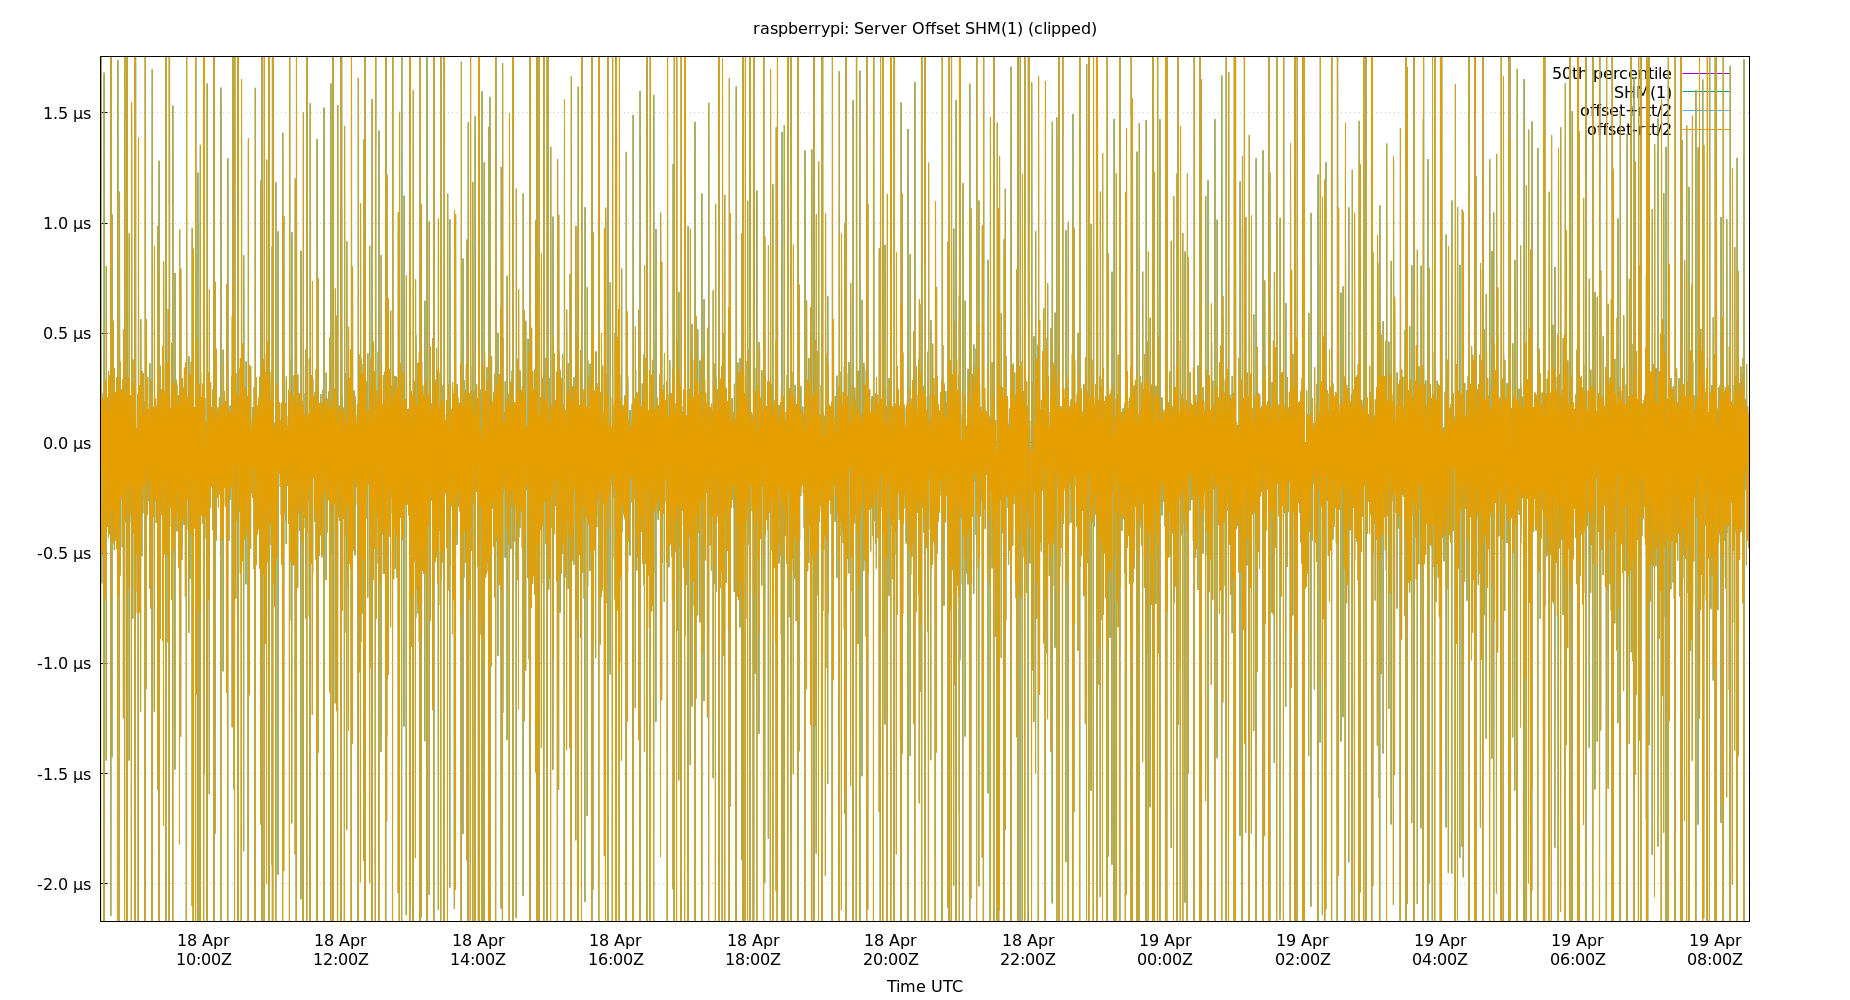 raspberrypi: Server Offset SHM(1) (clipped)
50th percentile
SHM(1)
offset+rtt/2
offset-rtt/2
1.5 µs
1.0 µs
0.5 µs
0.0 µs
-0.5 µs
-1.0 µs
-1.5 µs
-2.0 µs
18 Apr 18 Apr 18 Apr 18 Apr 18 Apr 18 Apr 18 Apr 19 Apr 19 Apr 19 Apr 19 Apr 19 Apr
10:00Z 12:00Z 14:00Z 16:00Z 18:00Z 20:00Z 22:00Z 00:00Z 02:00Z 04:00Z 06:00Z 08:00Z
Time UTC